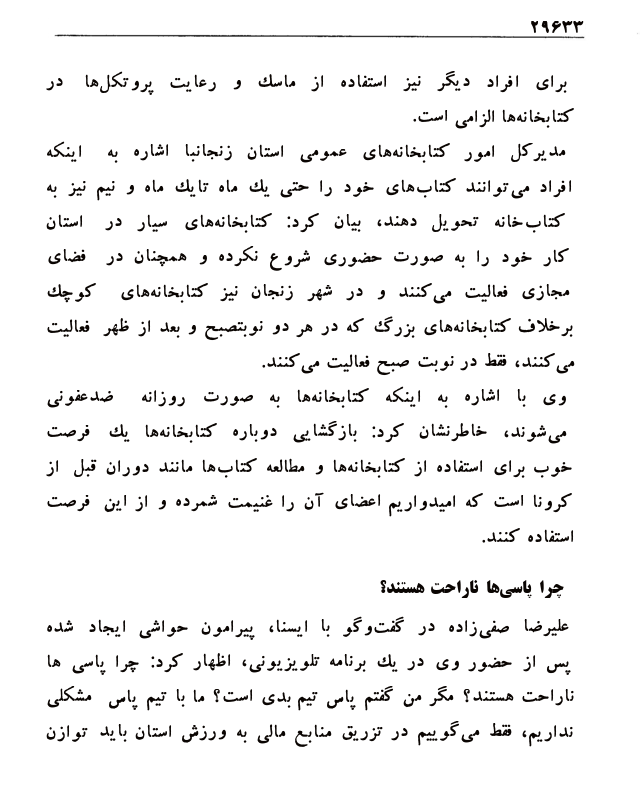 ۲۹۶۳۳
برای افراد دیگر نیز استفاده از ماسك و رعایت پروتکل‌ها در
کتابخانه‌ها الزامی است.
مدیرکل امور کتابخانه‌های عمومی استان زنجانبا اشاره به اینکه
افراد می‌توانند کتاب‌های خود را حتی يك ماه تايك ماه و نیم نیز به
کتاب‌خانه تحویل دهند، بیان کرد: کتابخانه‌های سیار در استان
کار خود را به صورت حضوری شروع نکرده و همچنان در فضای
مجازی فعالیت می‌کنند و در شهر زنجان نیز کتابخانه‌های کوچك
برخلاف کتابخانه‌های بزرگ که در هر دو نوبتصبح و بعد از ظهر فعالیت
می‌کنند، فقط در نوبت صبح فعالیت می‌کنند.
وی با اشاره به اینکه کتابخانه‌ها به صورت روزانه ضدعفونی
می‌شوند، خاطرنشان کرد: بازگشایی دوباره کتابخانه‌ها يك فرصت
خوب برای استفاده از کتابخانه‌ها و مطالعه کتاب‌ها مانند دوران قبل از
کرونا است که امیدواریم اعضای آن را غنیمت شمرده و از این فرصت
استفاده کنند.
چرا پاسی‌ها ناراحت هستند؟
علیرضا صفی‌زاده در گفت‌وگو با ایسنا، پیرامون حواشی ایجاد شده
پس از حضور وی در يك برنامه تلویزیونی، اظهار کرد: چرا پاسی ها
ناراحت هستند؟ مگر من گفتم پاس تیم بدی است؟ ما با تیم پاس مشکلی
نداریم، فقط می‌گوییم در تزریق منابع مالی به ورزش استان باید توازن